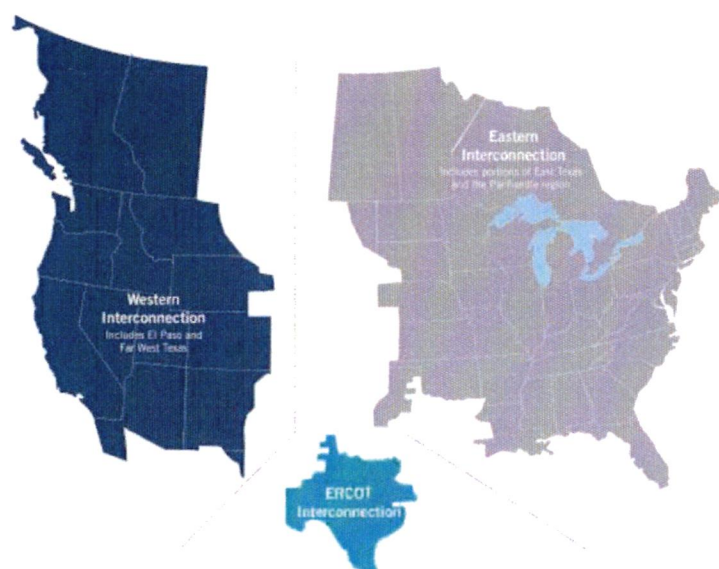 Eastern
Interconnection
Includes portions of East Texas
and the Panhandle region
Western
Interconnection
Includes El Paso and
Far West Texas
ERCOT
Interconnection